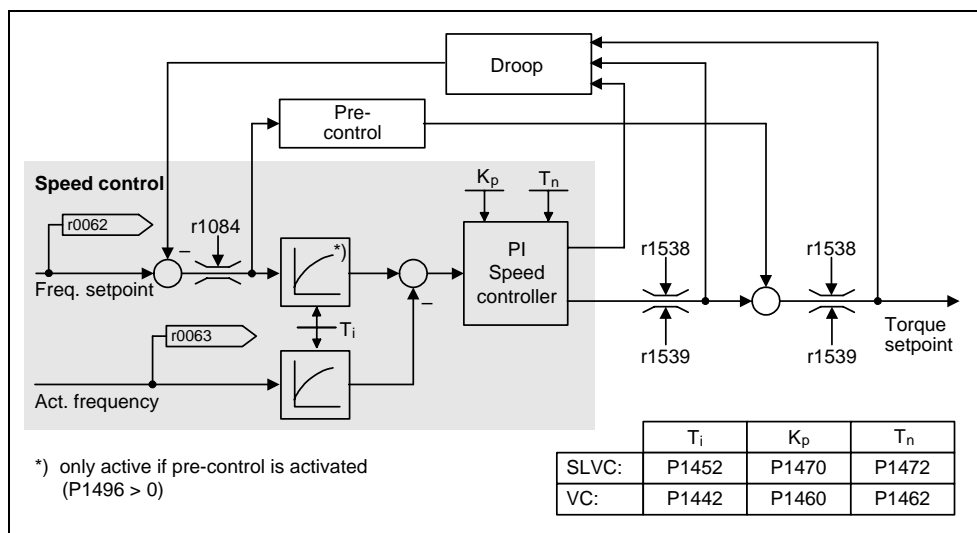 Droop
Pre-
control
Speed control
Kp
Tn
r0062
r1084
–
*)
PI
Speed
controller
–
r1538
r1538
Freq. setpoint
r0063
Ti
r1539
r1539
Torque
setpoint
Act. frequency
*) only active if pre-control is activated
(P1496 > 0)
Ti Kp Tn
SLVC: P1452 P1470 P1472
VC: P1442 P1460 P1462